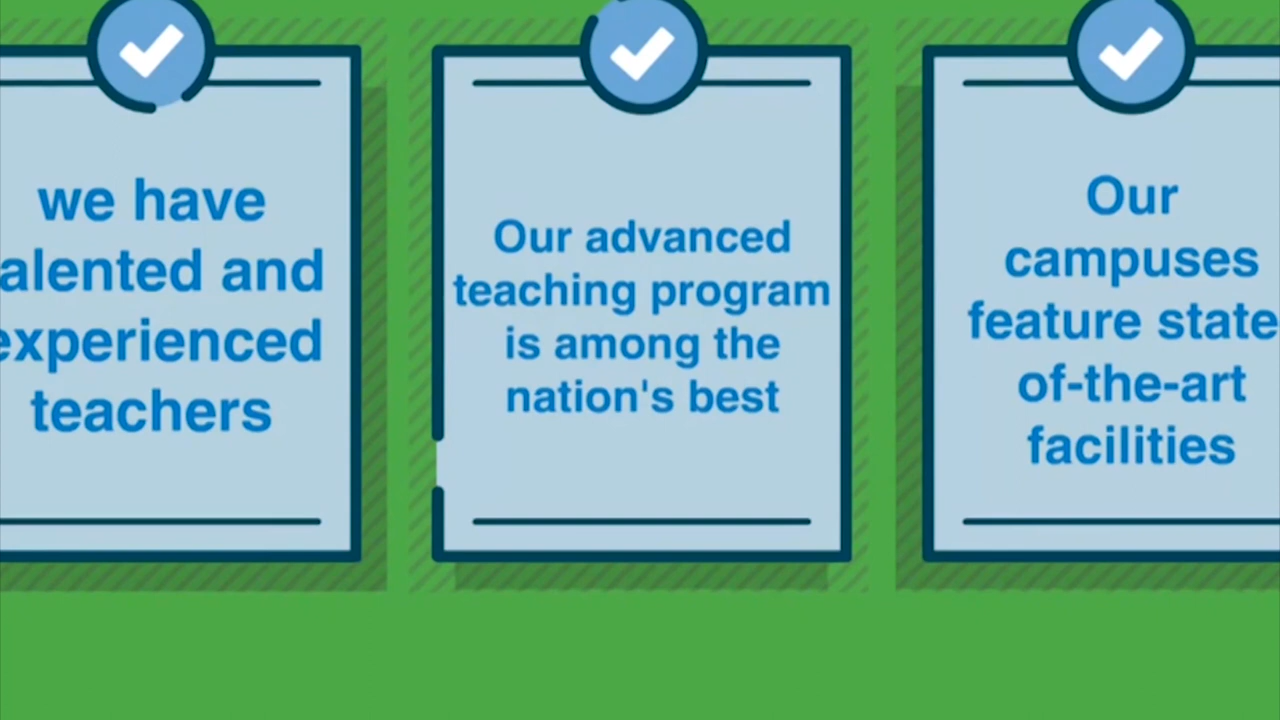 we have
alented and
experienced
teachers
Our advanced
teaching program
is among the
nation's best
Our
campuses
feature state
of-the-art
facilities